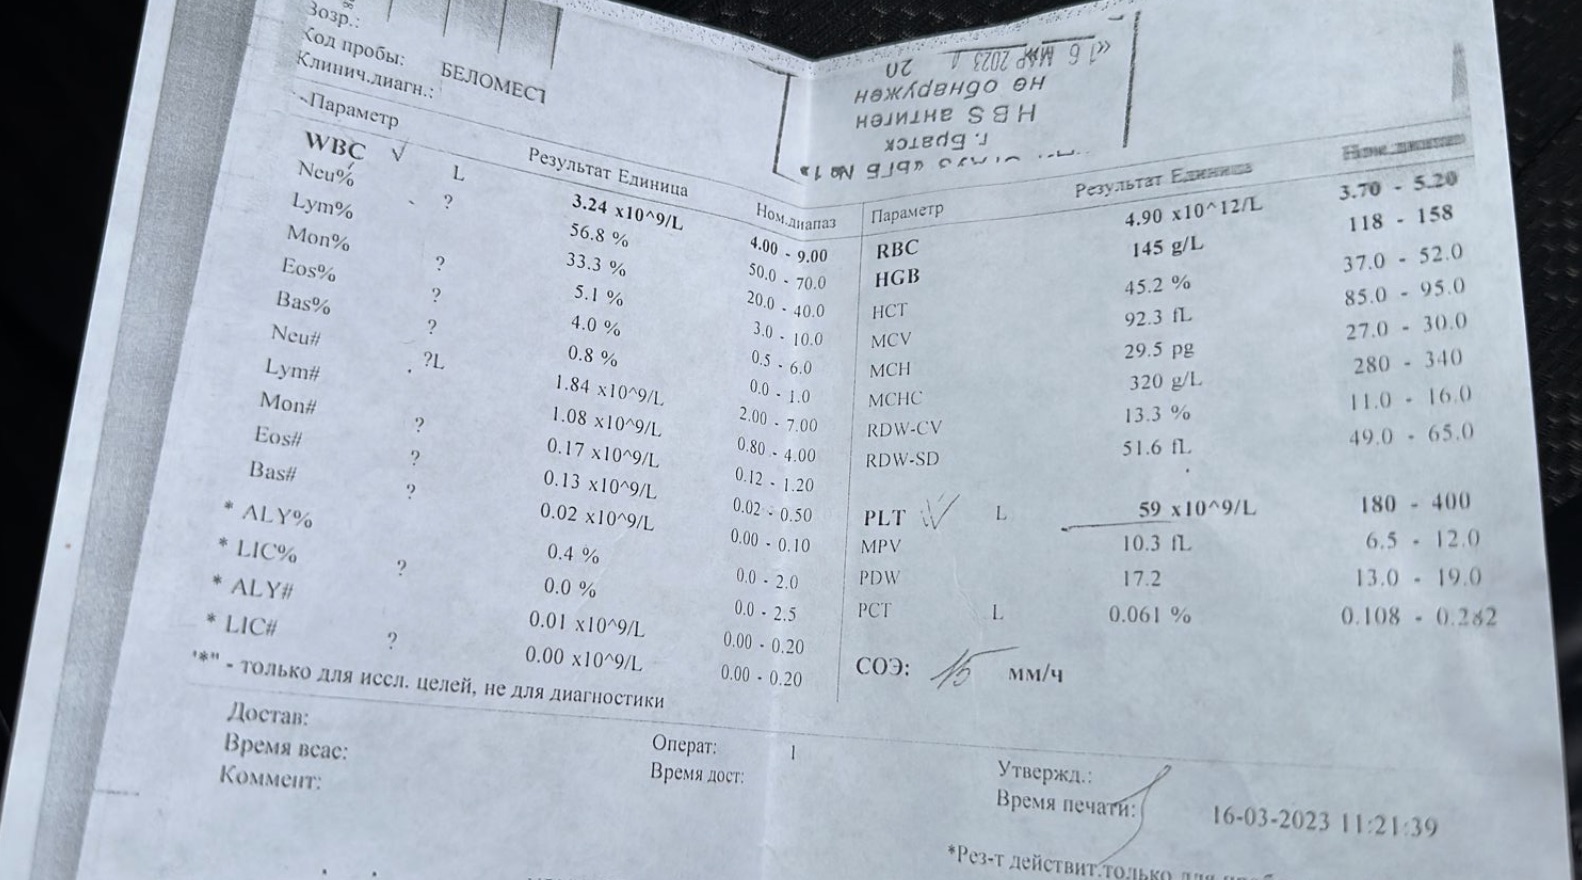 Возр.:
Код пробы:
Клинич.диагн.: БЕЛОМЕСТ
« 1 6 МАР 2023
20
не обнаружен
HBS антиген
г. Братск
№ 1»
Параметр Результат Единица Ном.диапаз
WBC √ L 3.24 x10^9/L 4.00 - 9.00
Neu% ? 56.8 % 50.0 - 70.0
Lym% 33.3 % 20.0 - 40.0
Mon% ? 5.1 % 3.0 - 10.0
Eos% ? 4.0 % 0.5 - 6.0
Bas% ? 0.8 % 0.0 - 1.0
Neu# ?L 1.84 x10^9/L 2.00 - 7.00
Lym# 1.08 x10^9/L 0.80 - 4.00
Mon# ? 0.17 x10^9/L 0.12 - 1.20
Eos# ? 0.13 x10^9/L 0.02 - 0.50
Bas# ? 0.02 x10^9/L 0.00 - 0.10
* ALY% 0.4 % 0.0 - 2.0
* LIC% ? 0.0 % 0.0 - 2.5
* ALY# 0.01 x10^9/L 0.00 - 0.20
* LIC# ? 0.00 x10^9/L 0.00 - 0.20
"*" - только для иссл. целей, не для диагностики
Параметр Результат Единица
RBC 4.90 x10^12/L 3.70 - 5.20
HGB 145 g/L 118 - 158
HCT 45.2 % 37.0 - 52.0
MCV 92.3 fL 85.0 - 95.0
MCH 29.5 pg 27.0 - 30.0
MCHC 320 g/L 280 - 340
RDW-CV 13.3 % 11.0 - 16.0
RDW-SD 51.6 fL 49.0 - 65.0
PLT L 59 x10^9/L 180 - 400
MPV 10.3 fL 6.5 - 12.0
PDW 17.2 13.0 - 19.0
PCT L 0.061 % 0.108 - 0.282
СОЭ: 15 мм/ч
Достав:
Время всас: Операт: 1 Утвержд.:
Коммент: Время дост: Время печати: 16-03-2023 11:21:39
*Рез-т действит.только для